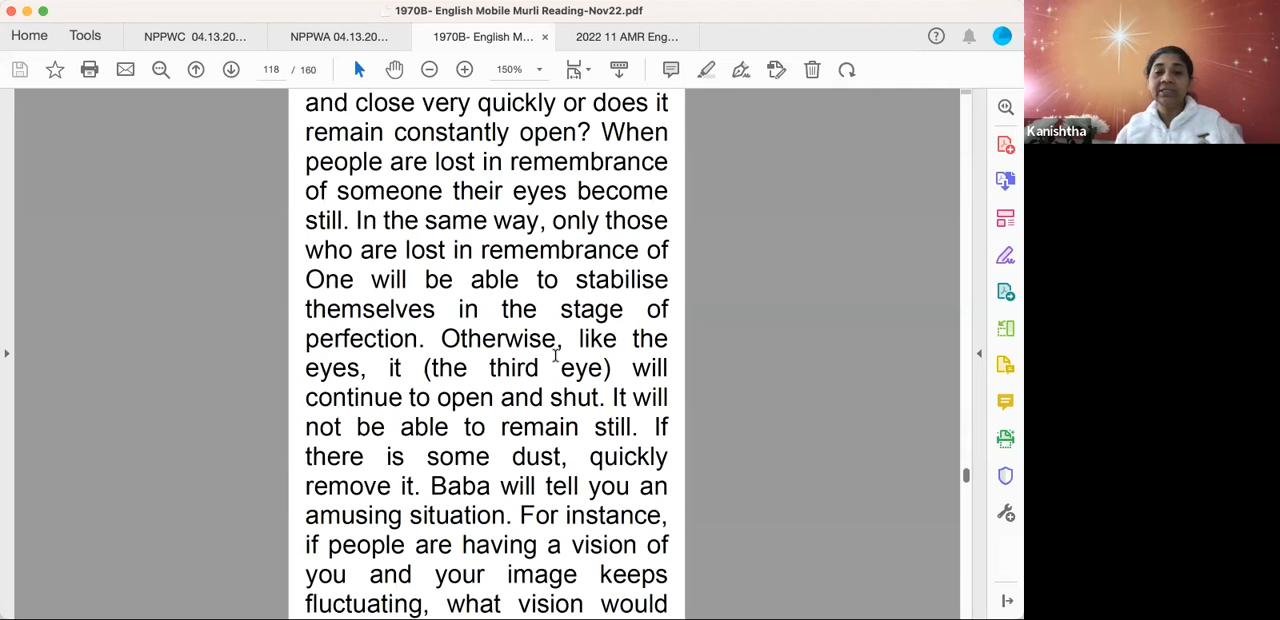 1970B- English Mobile Murli Reading-Nov22.pdf
Home Tools NPPWC 04.13.20... NPPWA 04.13.20... 1970B- English M... × 2022 11 AMR Eng...
118 / 160 150%
and close very quickly or does it
remain constantly open? When
people are lost in remembrance
of someone their eyes become
still. In the same way, only those
who are lost in remembrance of
One will be able to stabilise
themselves in the stage of
perfection. Otherwise, like the
eyes, it (the third eye) will
continue to open and shut. It will
not be able to remain still. If
there is some dust, quickly
remove it. Baba will tell you an
amusing situation. For instance,
if people are having a vision of
you and your image keeps
fluctuating, what vision would
Kanishtha